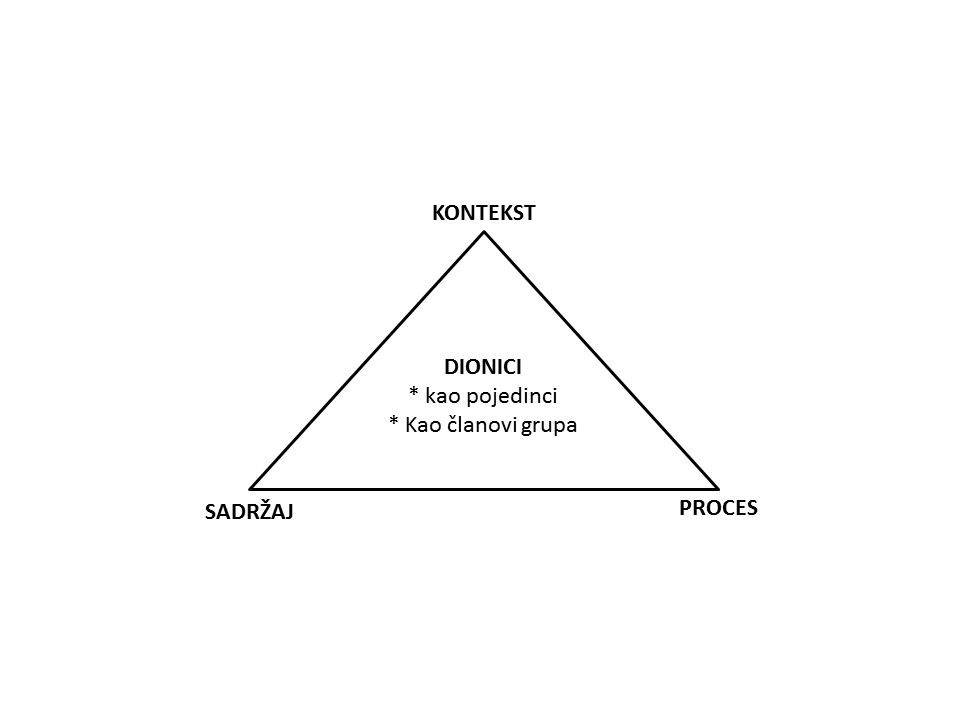 KONTEKST
DIONICI
* kao pojedinci
* Kao članovi grupa
SADRŽAJ
PROCES